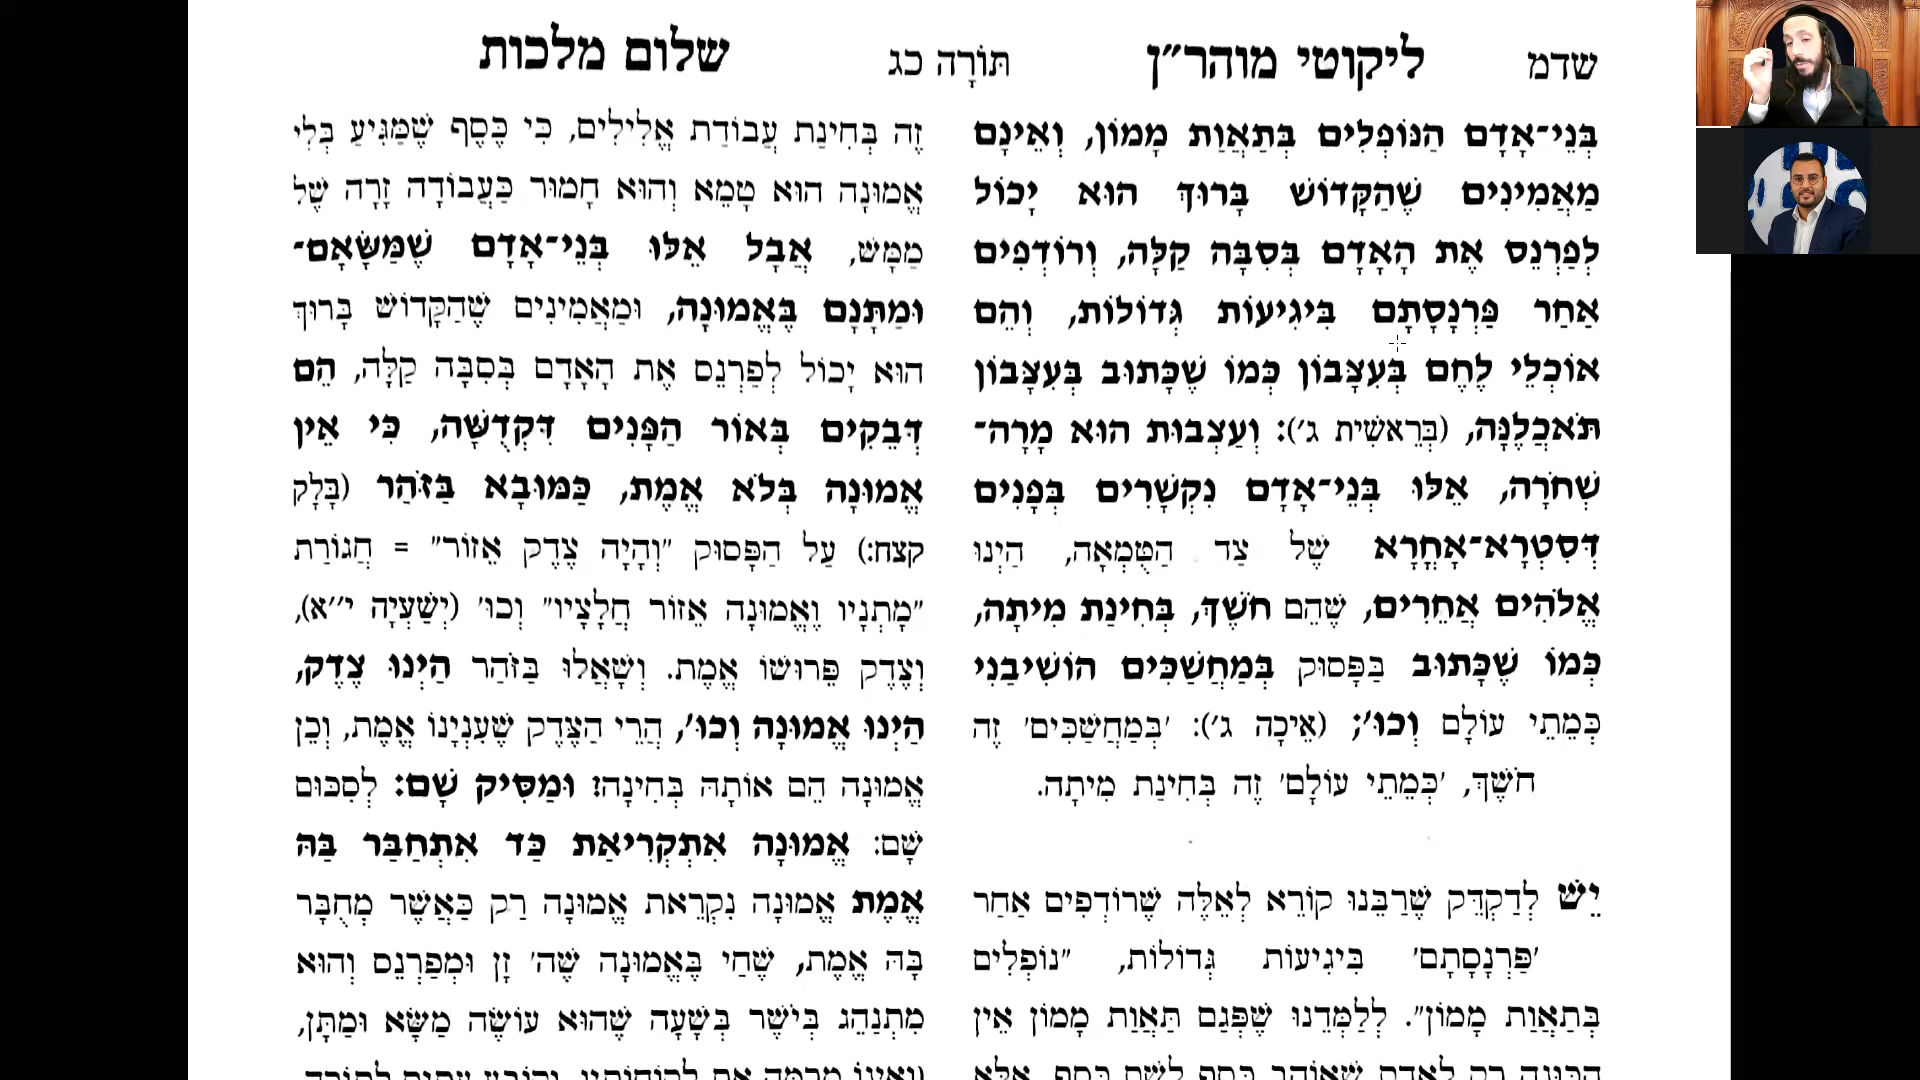 שדמ ליקוטי מוהר״ן תּוֹרָה כג שלום מלכות
בְּנֵי־אָדָם הַנּוֹפְלִים בְּתַאֲוַת מָמוֹן, וְאֵינָם
מַאֲמִינִים שֶׁהַקָּדוֹשׁ בָּרוּךְ הוּא יָכוֹל
לְפַרְנֵס אֶת הָאָדָם בְּסִבָּה קַלָּה, וְרוֹדְפִים
אַחַר פַּרְנָסָתָם בִּיגִיעוֹת גְּדוֹלוֹת, וְהֵם
אוֹכְלֵי לֶחֶם בְּעִצָּבוֹן כְּמוֹ שֶׁכָּתוּב בְּעִצָּבוֹן
תֹּאכֲלֶנָּה, (בְּרֵאשִׁית ג׳): וְעַצְבוּת הוּא מָרָה־
שְׁחֹרָה, אֵלּוּ בְּנֵי־אָדָם נִקְשָׁרִים בְּפָנִים
דְּסִטְרָא־אָחֳרָא שֶׁל צַד הַטֻּמְאָה, הַיְנוּ
אֱלֹהִים אֲחֵרִים, שֶׁהֵם חֹשֶׁךְ, בְּחִינַת מִיתָה,
כְּמוֹ שֶׁכָּתוּב בַּפָּסוּק בְּמַחֲשַׁכִּים הוֹשִׁיבַנִי
כְּמֵתֵי עוֹלָם וְכוּ׳; (אֵיכָה ג׳): ׳בְּמַחֲשַׁכִּים׳ זֶה
חֹשֶׁךְ, ׳כְּמֵתֵי עוֹלָם׳ זֶה בְּחִינַת מִיתָה.
יֵשׁ לְדַקְדֵּק שֶׁרַבֵּנוּ קוֹרֵא לְאֵלֶּה שֶׁרוֹדְפִים אַחַר
׳פַּרְנָסָתָם׳ בִּיגִיעוֹת גְּדוֹלוֹת, ״נוֹפְלִים
בְּתַאֲוַת מָמוֹן״. לְלַמְּדֵנוּ שֶׁפְּגַם תַּאֲוַת מָמוֹן אֵין
הַכַּוָּנָה רַק לְאָדָם שֶׁאוֹהֵב כֶּסֶף לְשֵׁם כֶּסֶף, אֶלָּא
זֶה בְּחִינַת עֲבוֹדַת אֱלִילִים, כִּי כֶּסֶף שֶׁמַּגִּיעַ בְּלִי
אֱמוּנָה הוּא טָמֵא וְהוּא חָמוּר כַּעֲבוֹדָה זָרָה שֶׁל
מַמָּשׁ, אֲבָל אֵלּוּ בְּנֵי־אָדָם שֶׁמַּשָּׂאָם־
וּמַתָּנָם בֶּאֱמוּנָה, וּמַאֲמִינִים שֶׁהַקָּדוֹשׁ בָּרוּךְ
הוּא יָכוֹל לְפַרְנֵס אֶת הָאָדָם בְּסִבָּה קַלָּה, הֵם
דְּבֵקִים בְּאוֹר הַפָּנִים דִּקְדֻשָּׁה, כִּי אֵין
אֱמוּנָה בְּלֹא אֱמֶת, כַּמּוּבָא בַּזֹּהַר (בָּלָק
קצח:) עַל הַפָּסוּק ״וְהָיָה צֶדֶק אֵזוֹר״ = חֲגוֹרַת
״מָתְנָיו וֶאֱמוּנָה אֵזוֹר חֲלָצָיו״ וְכוּ׳ (יְשַׁעְיָה י״א),
וְצֶדֶק פֵּרוּשׁוֹ אֱמֶת. וְשָׁאֲלוּ בַּזֹּהַר הַיְנוּ צֶדֶק,
הַיְנוּ אֱמוּנָה וְכוּ׳, הֲרֵי הַצֶּדֶק שֶׁעִנְיָנוֹ אֱמֶת, וְכֵן
אֱמוּנָה הֵם אוֹתָהּ בְּחִינָה? וּמַסִּיק שָׁם: לְסִכּוּם
שָׁם: אֱמוּנָה אִתְקְרִיאַת כַּד אִתְחַבַּר בַּהּ
אֱמֶת אֱמוּנָה נִקְרֵאת אֱמוּנָה רַק כַּאֲשֶׁר מְחֻבָּר
בָּהּ אֱמֶת, שֶׁחַי בֶּאֱמוּנָה שֶׁה׳ זָן וּמְפַרְנֵס וְהוּא
מִתְנַהֵג בְּיֹשֶׁר בְּשָׁעָה שֶׁהוּא עוֹשֶׂה מַשָּׂא וּמַתָּן,